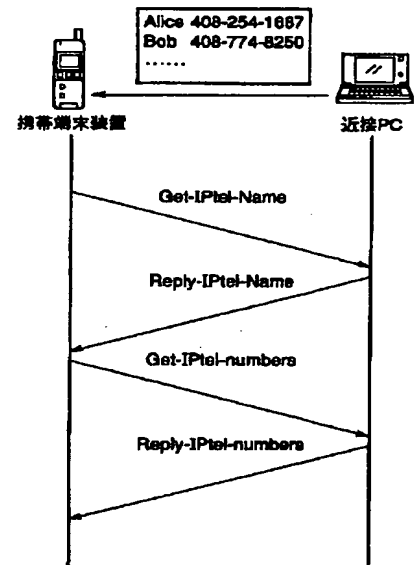 Alice 408-254-1687
Bob 408-774-8250
......
携帯端末装置
近接PC
Get-IPtel-Name
Reply-IPtel-Name
Get-IPtel-numbers
Reply-IPtel-numbers